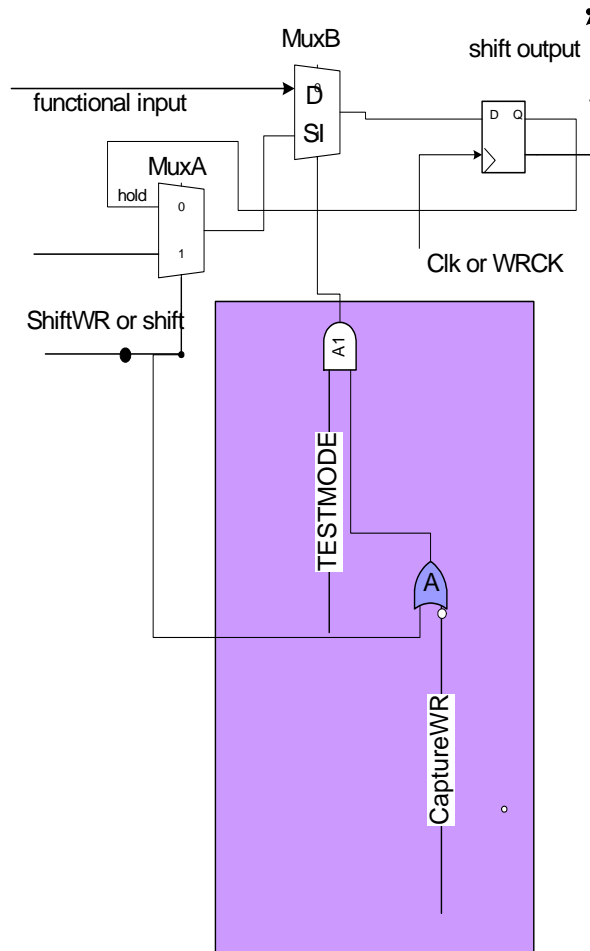 MuxB
shift output
0
D
D Q
functional input
SI
MuxA
hold
0
1
Clk or WRCK
ShiftWR or shift
A1
TESTMODE
A
CaptureWR